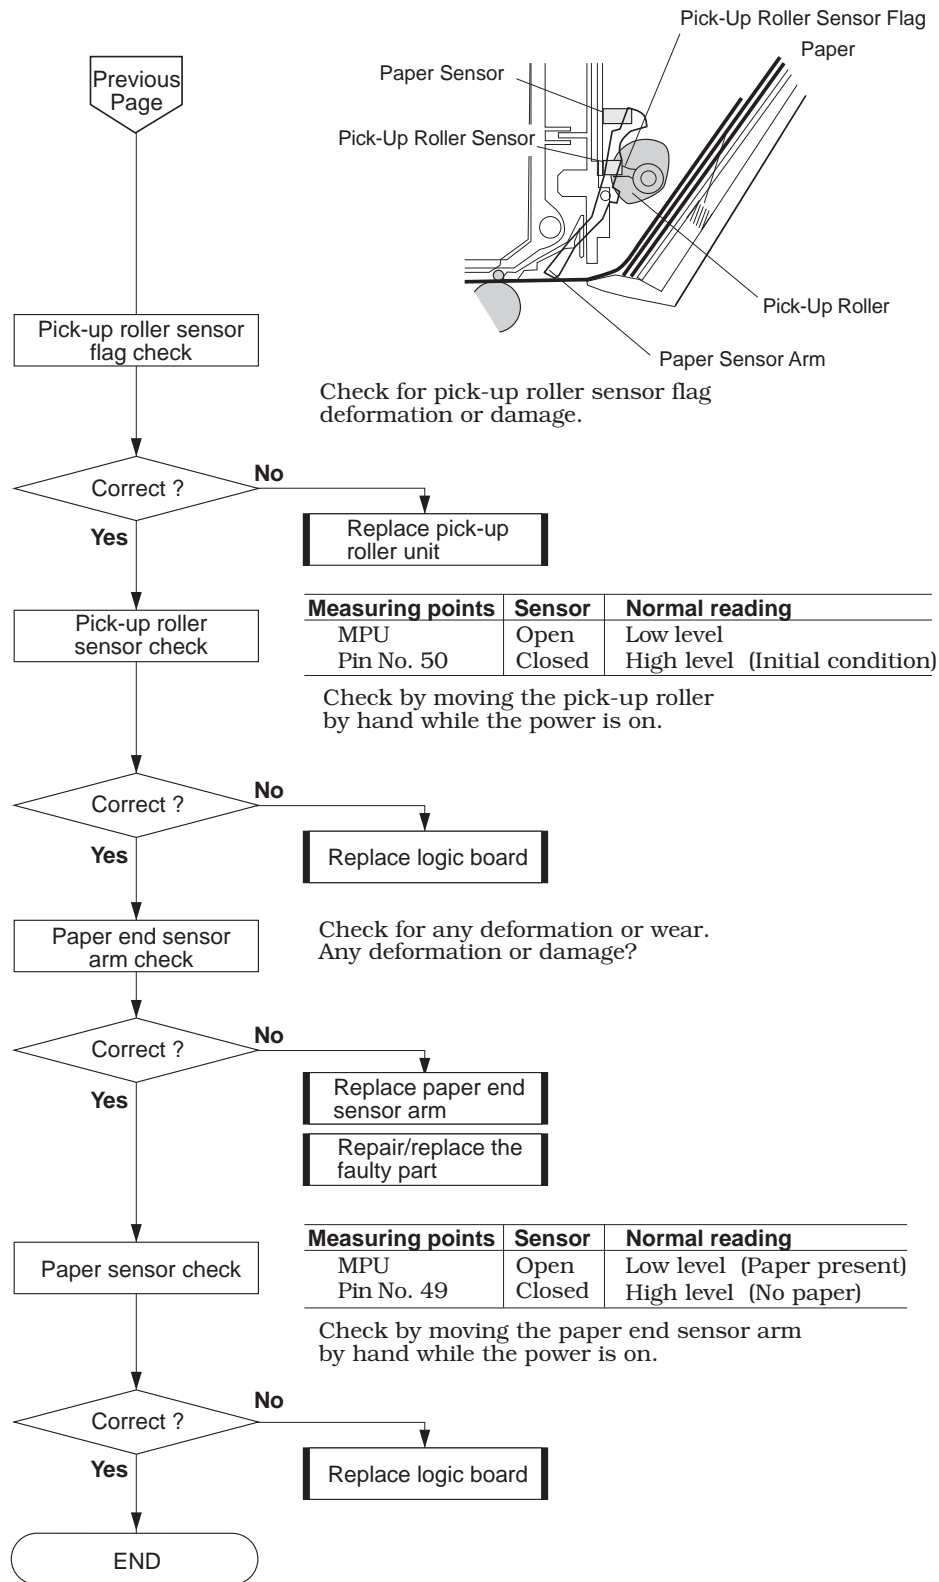 Previous
Page
Pick-Up Roller Sensor Flag
Paper
Paper Sensor
Pick-Up Roller Sensor
Pick-Up Roller
Paper Sensor Arm
Pick-up roller sensor
flag check
Check for pick-up roller sensor flag
deformation or damage.
Correct ?
No
Yes
Replace pick-up
roller unit
Pick-up roller
sensor check
Measuring points Sensor Normal reading
MPU Open Low level
Pin No. 50 Closed High level (Initial condition)
Check by moving the pick-up roller
by hand while the power is on.
Correct ?
No
Yes
Replace logic board
Paper end sensor
arm check
Check for any deformation or wear.
Any deformation or damage?
Correct ?
No
Yes
Replace paper end
sensor arm
Repair/replace the
faulty part
Paper sensor check
Measuring points Sensor Normal reading
MPU Open Low level (Paper present)
Pin No. 49 Closed High level (No paper)
Check by moving the paper end sensor arm
by hand while the power is on.
Correct ?
No
Yes
Replace logic board
END